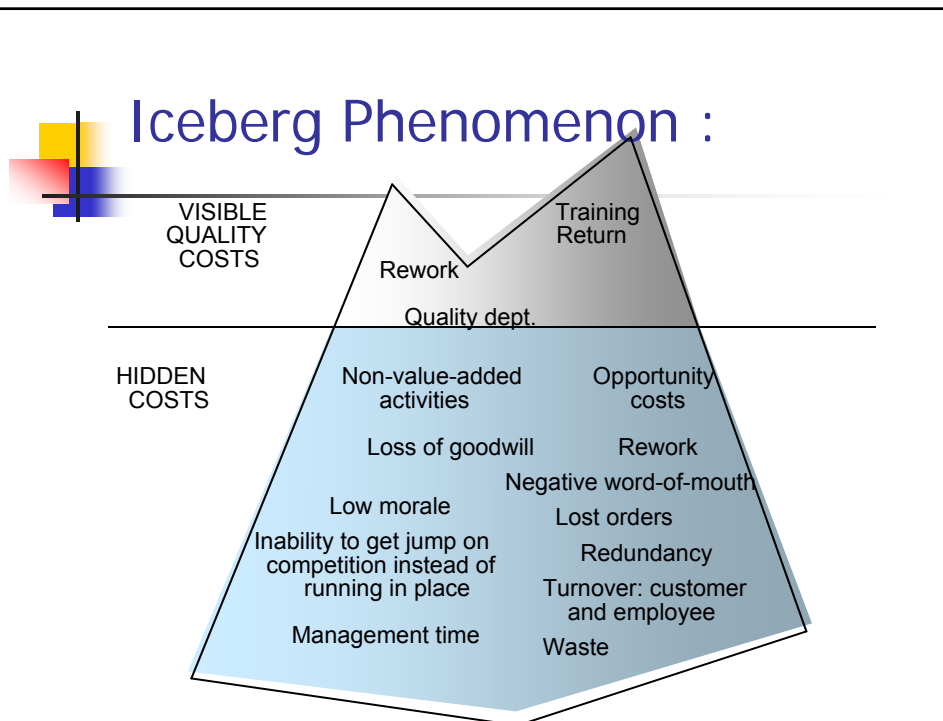 Iceberg Phenomenon :
VISIBLE
QUALITY
COSTS
Training
Return
Rework
Quality dept.
HIDDEN
COSTS
Non-value-added
activities
Opportunity
costs
Loss of goodwill
Rework
Negative word-of-mouth
Low morale
Lost orders
Inability to get jump on
competition instead of
running in place
Redundancy
Turnover: customer
and employee
Management time
Waste